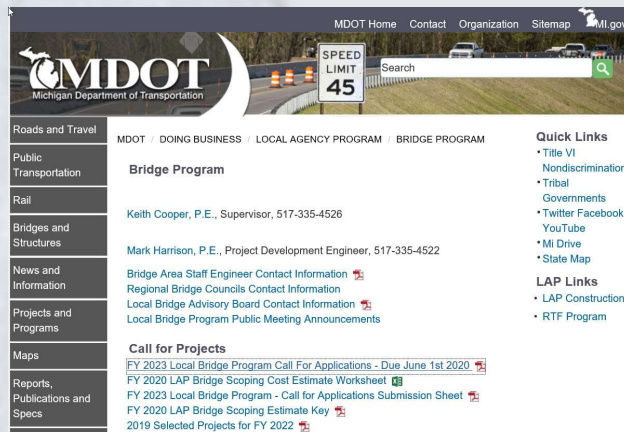 MDOT Home Contact Organization Sitemap MI.gov
MDOT
Michigan Department of Transportation
SPEED
LIMIT
45
Search
Roads and Travel
Public
Transportation
Rail
Bridges and
Structures
News and
Information
Projects and
Programs
Maps
Reports,
Publications and
Specs
MDOT / DOING BUSINESS / LOCAL AGENCY PROGRAM / BRIDGE PROGRAM
Bridge Program
Keith Cooper, P.E., Supervisor, 517-335-4526
Mark Harrison, P.E., Project Development Engineer, 517-335-4522
Bridge Area Staff Engineer Contact Information
Regional Bridge Councils Contact Information
Local Bridge Advisory Board Contact Information
Local Bridge Program Public Meeting Announcements
Call for Projects
FY 2023 Local Bridge Program Call For Applications - Due June 1st 2020
FY 2020 LAP Bridge Scoping Cost Estimate Worksheet
FY 2023 Local Bridge Program - Call for Applications Submission Sheet
FY 2020 LAP Bridge Scoping Estimate Key
2019 Selected Projects for FY 2022
Quick Links
• Title VI
Nondiscrimination
• Tribal
Governments
• Twitter Facebook
YouTube
• Mi Drive
• State Map
LAP Links
• LAP Construction
• RTF Program